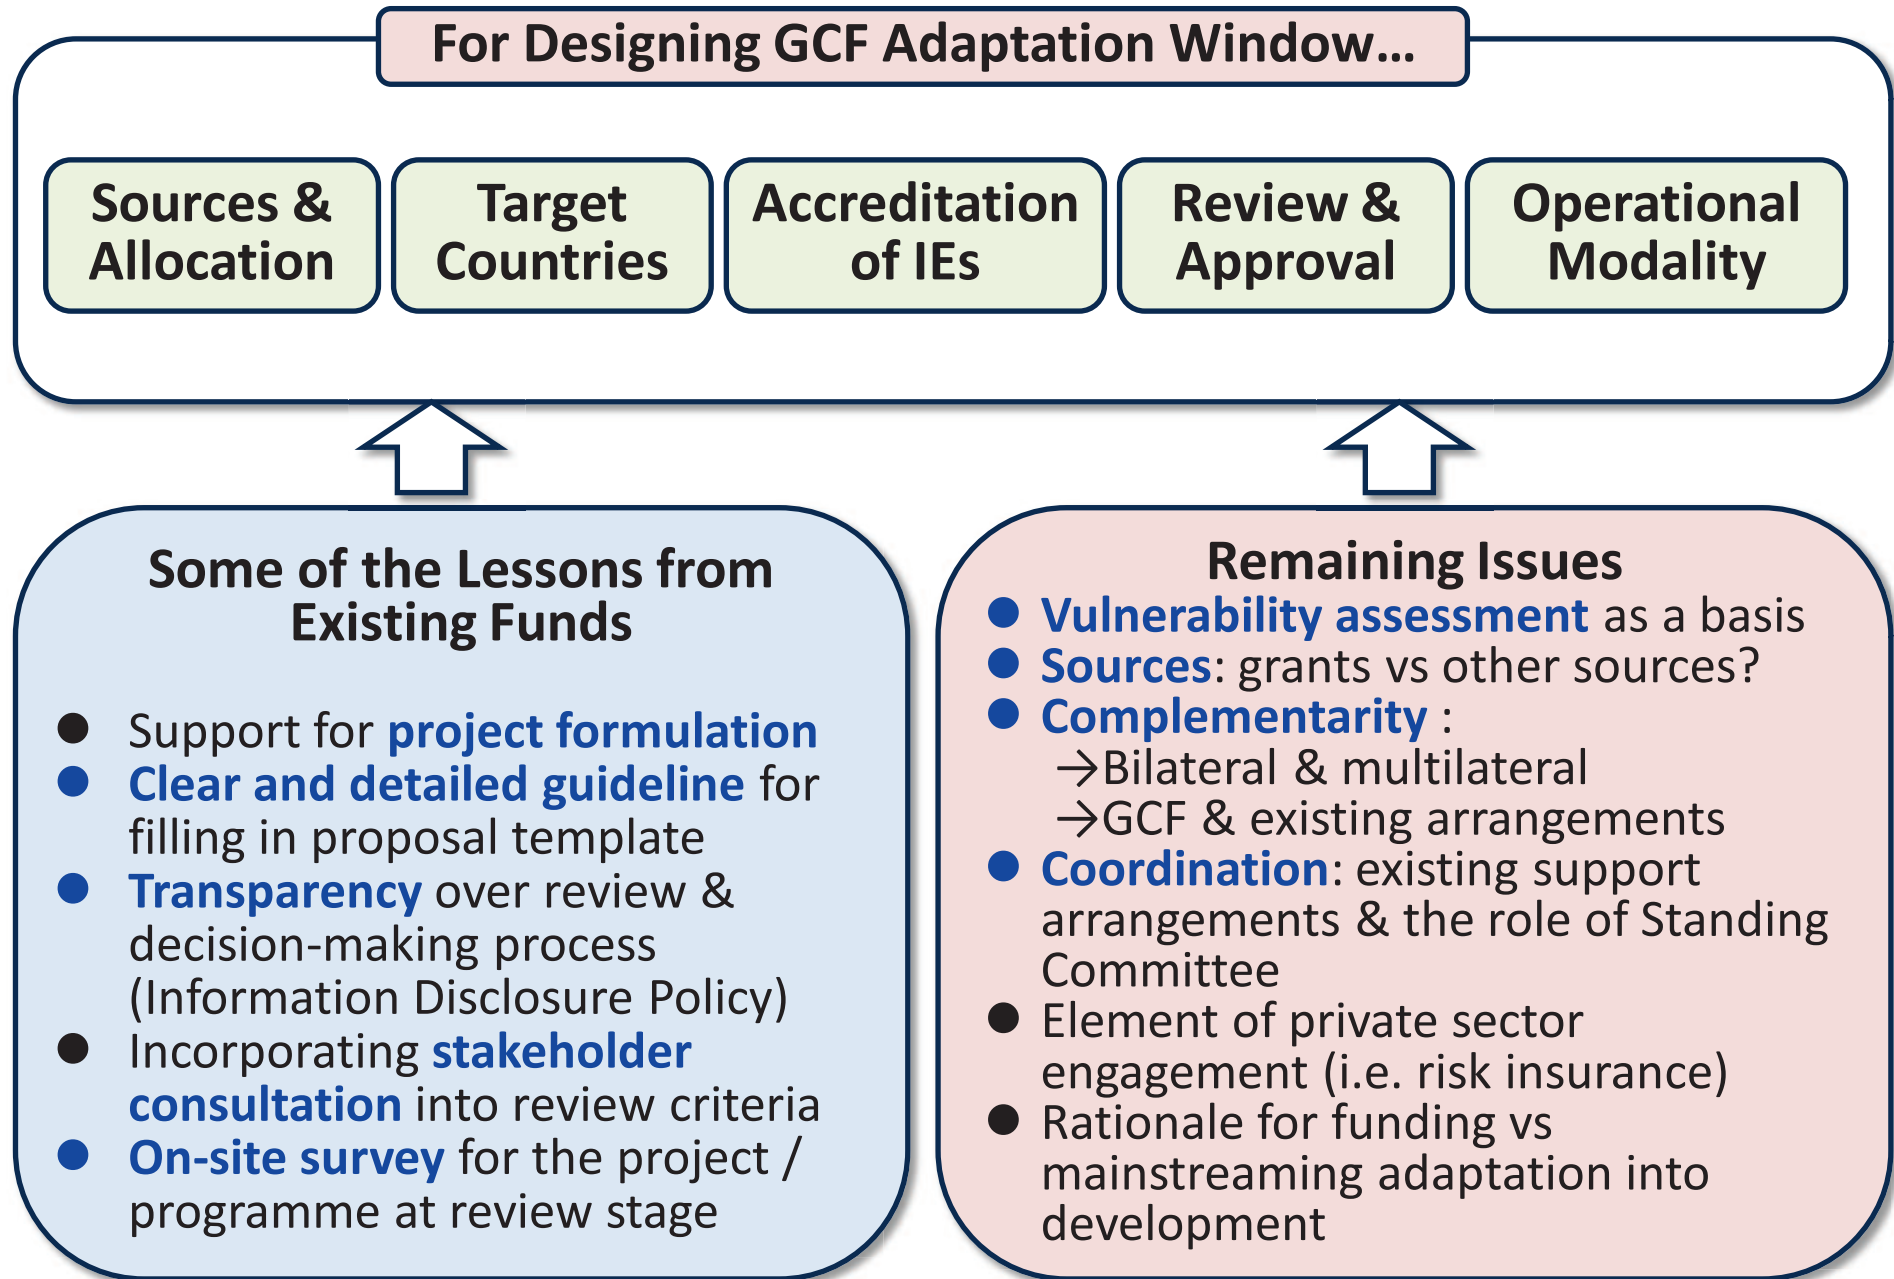 For Designing GCF Adaptation Window...
Sources &
Allocation
Target
Countries
Accreditation
of IEs
Review &
Approval
Operational
Modality
Some of the Lessons from
Existing Funds
● Support for project formulation
● Clear and detailed guideline for
filling in proposal template
● Transparency over review &
decision-making process
(Information Disclosure Policy)
● Incorporating stakeholder
consultation into review criteria
● On-site survey for the project /
programme at review stage
Remaining Issues
● Vulnerability assessment as a basis
● Sources: grants vs other sources?
● Complementarity :
→Bilateral & multilateral
→GCF & existing arrangements
● Coordination: existing support
arrangements & the role of Standing
Committee
● Element of private sector
engagement (i.e. risk insurance)
● Rationale for funding vs
mainstreaming adaptation into
development